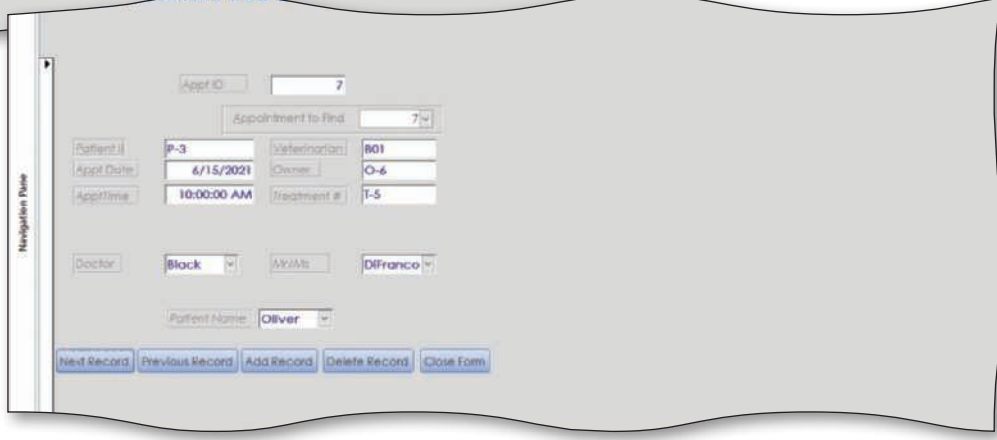 Navigation Pane
Appt ID 7
Appointment to Find 7
Patient # P-3 Veterinarian B01
Appt Date 6/15/2021 Owner O-6
ApptTime 10:00:00 AM Treatment # T-5
Doctor Black Mr/Ms DiFranco
Patient Name Oliver
Next Record Previous Record Add Record Delete Record Close Form